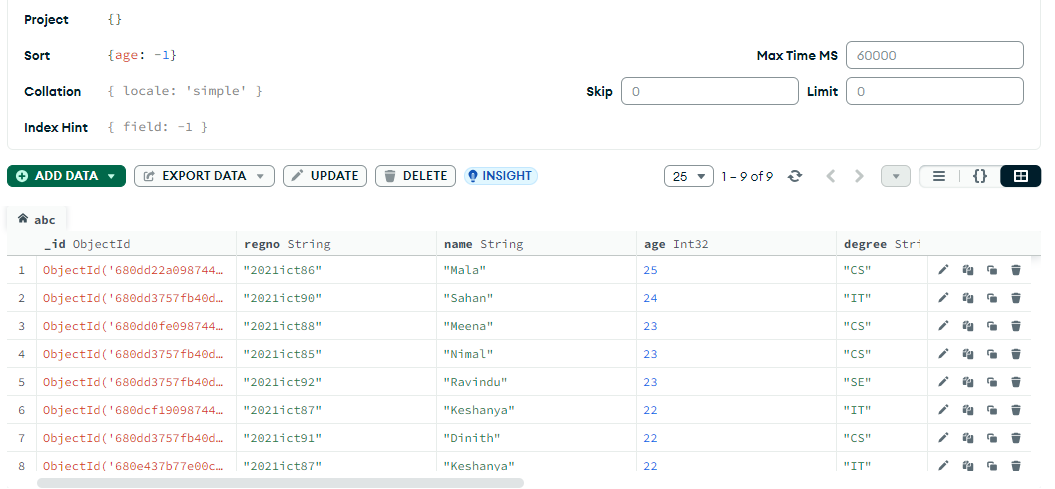 Project {}
Sort {age: -1} Max Time MS 60000
Collation { locale: 'simple' } Skip 0 Limit 0
Index Hint { field: -1 }
ADD DATA EXPORT DATA UPDATE DELETE INSIGHT 25 1 – 9 of 9 {}
abc
_id ObjectId regno String name String age Int32 degree Stri
1 ObjectId('680dd22a098744… "2021ict86" "Mala" 25 "CS"
2 ObjectId('680dd3757fb40d… "2021ict90" "Sahan" 24 "IT"
3 ObjectId('680dd0fe098744… "2021ict88" "Meena" 23 "CS"
4 ObjectId('680dd3757fb40d… "2021ict85" "Nimal" 23 "CS"
5 ObjectId('680dd3757fb40d… "2021ict92" "Ravindu" 23 "SE"
6 ObjectId('680dcf19098744… "2021ict87" "Keshanya" 22 "IT"
7 ObjectId('680dd3757fb40d… "2021ict91" "Dinith" 22 "CS"
8 ObjectId('680e437b77e00c… "2021ict87" "Keshanya" 22 "IT"